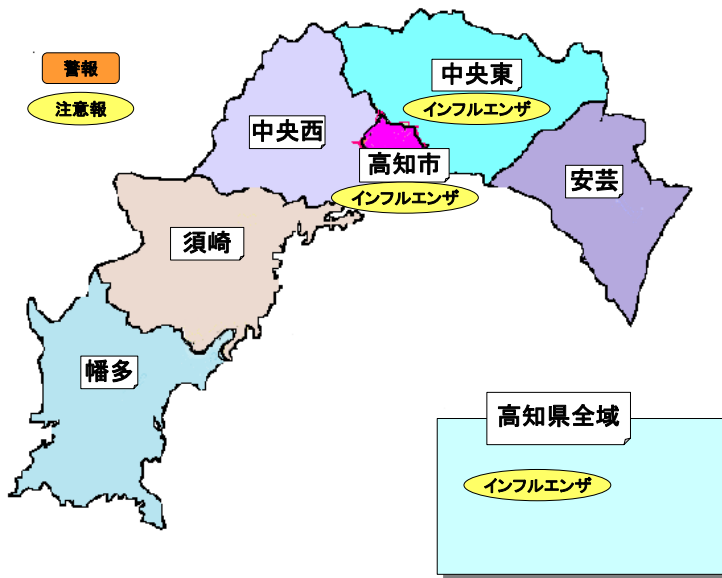 警報
注意報
中央東
インフルエンザ
中央西
高知市
インフルエンザ
安芸
須崎
幡多
高知県全域
インフルエンザ